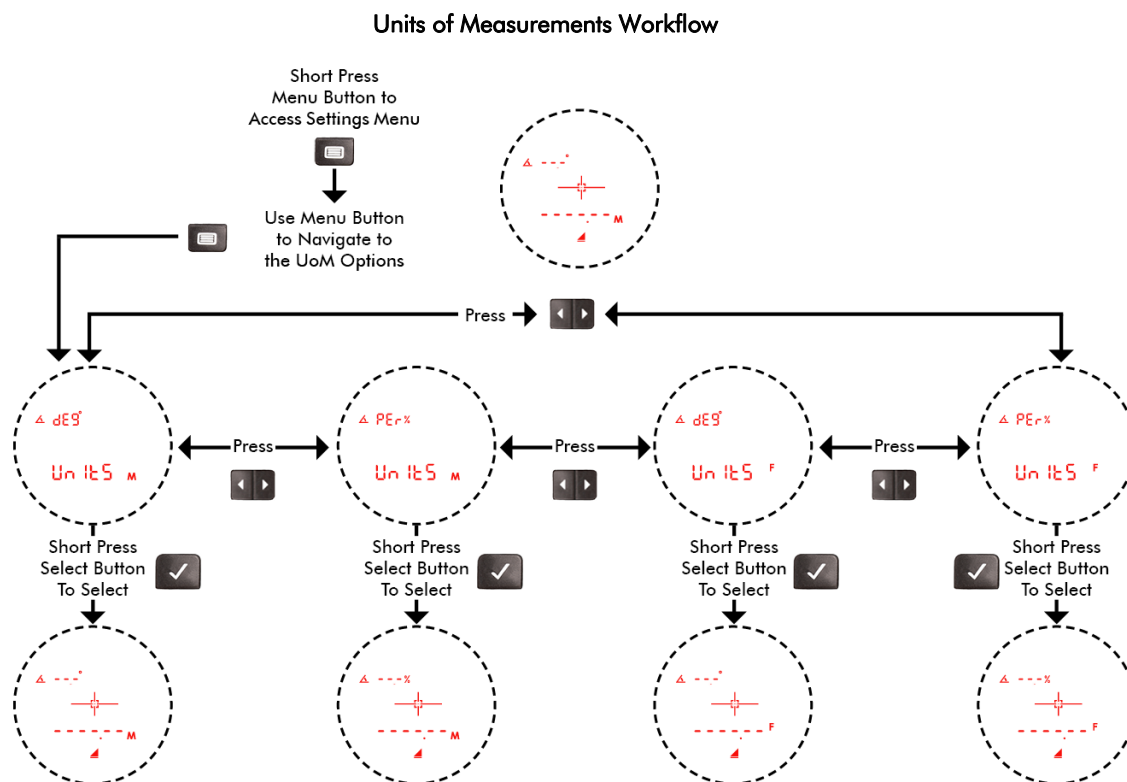 Units of Measurements Workflow
Short Press
Menu Button to
Access Settings Menu
---.-°
------.- M
Use Menu Button
to Navigate to
the UoM Options
Press
dEg°
UnItS M
Press
PEr%
UnItS M
Press
dEg°
UnItS F
Press
PEr%
UnItS F
Short Press
Select Button
To Select
Short Press
Select Button
To Select
Short Press
Select Button
To Select
Short Press
Select Button
To Select
---.-°
------.- M
---.-%
------.- M
---.-°
------.- F
---.-%
------.- F